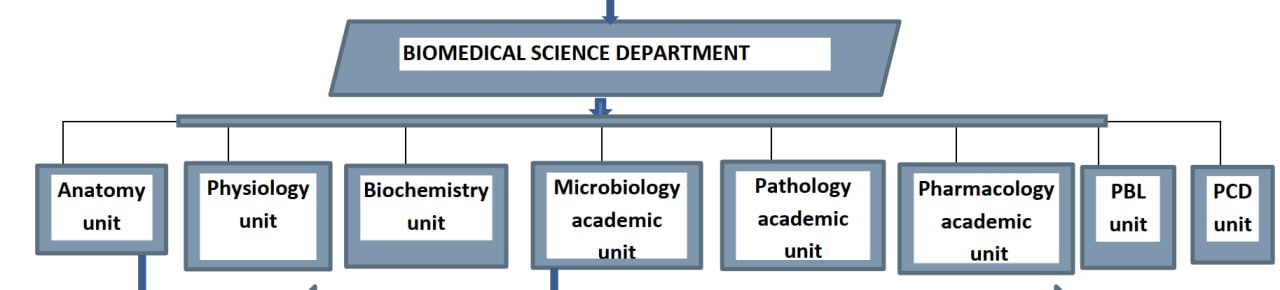 BIOMEDICAL SCIENCE DEPARTMENT
Anatomy
unit
Physiology
unit
Biochemistry
unit
Microbiology
academic
unit
Pathology
academic
unit
Pharmacology
academic
unit
PBL
unit
PCD
unit